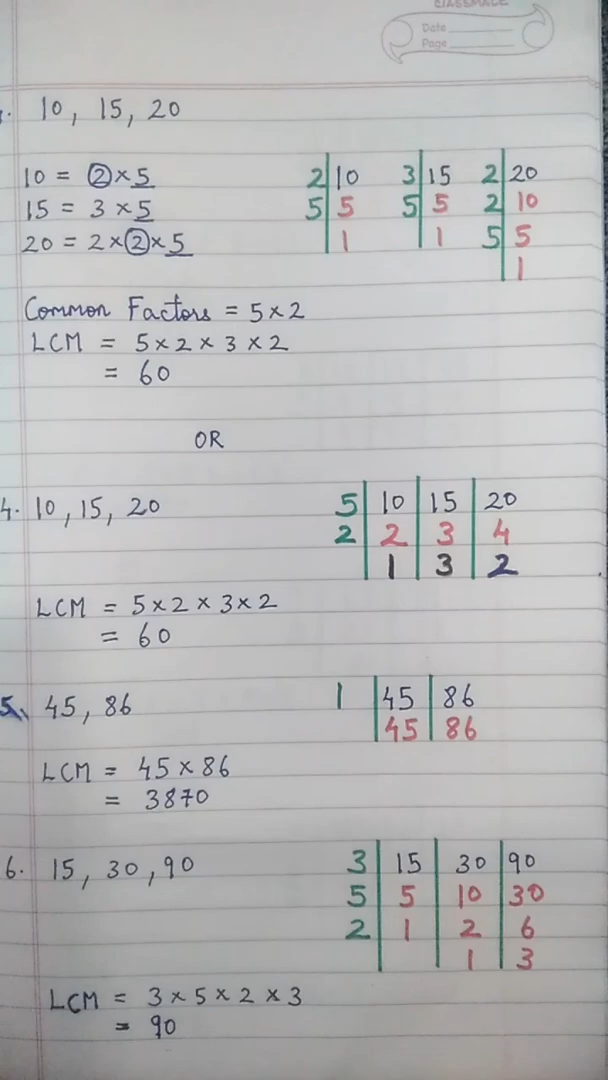 CLASSMATE
Date
Page
10, 15, 20
10 = 2 × 5
15 = 3 × 5
20 = 2 × 2 × 5
2 | 10
5 | 5
1
3 | 15
5 | 5
1
2 | 20
2 | 10
5 | 5
1
Common Factors = 5 × 2
LCM = 5 × 2 × 3 × 2
= 60
OR
4. 10, 15, 20
5 | 10 | 15 | 20
2 | 2 | 3 | 4
1 | 3 | 2
LCM = 5 × 2 × 3 × 2
= 60
5. 45, 86
1 | 45 | 86
45 | 86
LCM = 45 × 86
= 3870
6. 15, 30, 90
3 | 15 | 30 | 90
5 | 5 | 10 | 30
2 | 1 | 2 | 6
1 | 3
LCM = 3 × 5 × 2 × 3
= 90